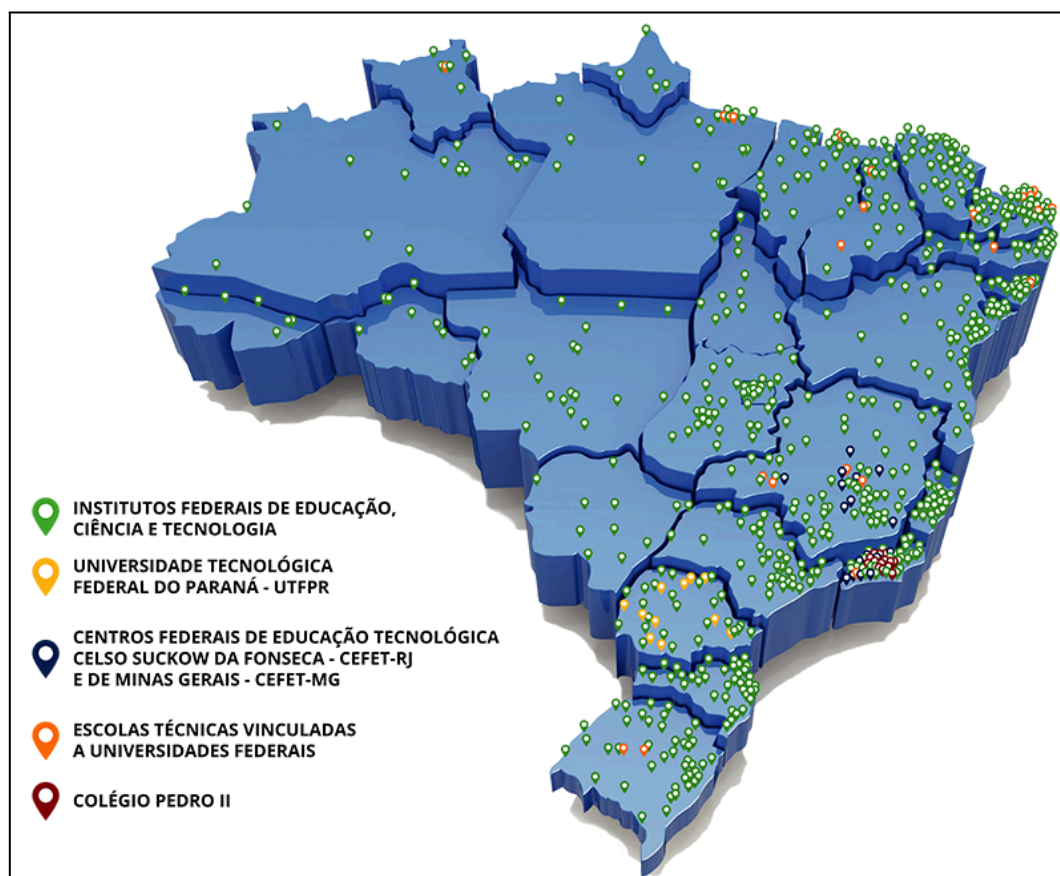 INSTITUTOS FEDERAIS DE EDUCAÇÃO,
CIÊNCIA E TECNOLOGIA
UNIVERSIDADE TECNOLÓGICA
FEDERAL DO PARANÁ - UTFPR
CENTROS FEDERAIS DE EDUCAÇÃO TECNOLÓGICA
CELSO SUCKOW DA FONSECA - CEFET-RJ
E DE MINAS GERAIS - CEFET-MG
ESCOLAS TÉCNICAS VINCULADAS
A UNIVERSIDADES FEDERAIS
COLÉGIO PEDRO II